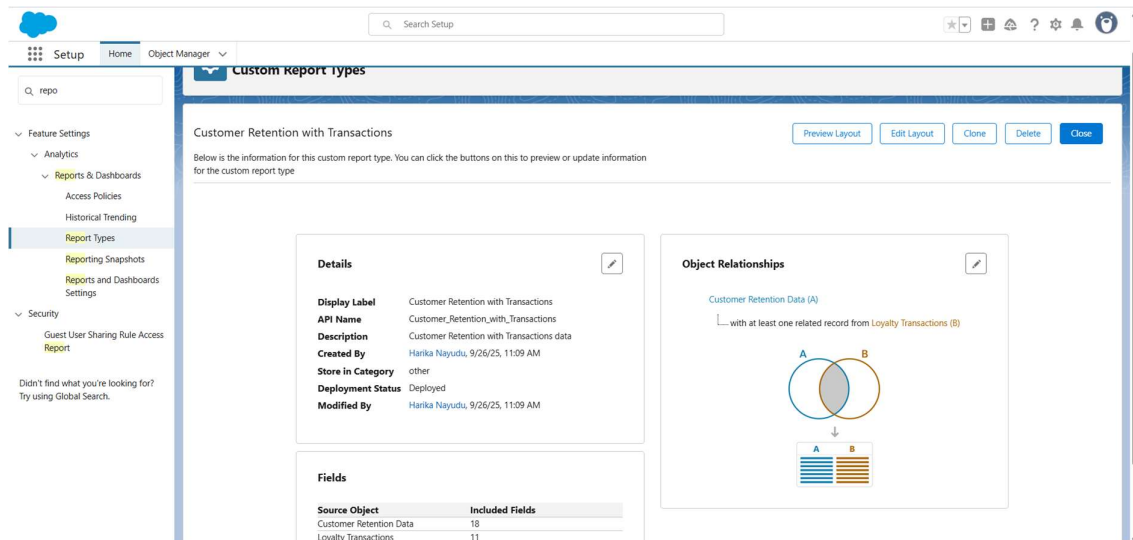 Search Setup
Setup
Home
Object Manager
repo
Feature Settings
Analytics
Reports & Dashboards
Access Policies
Historical Trending
Report Types
Reporting Snapshots
Reports and Dashboards
Settings
Security
Guest User Sharing Rule Access
Report
Didn't find what you're looking for?
Try using Global Search.
Custom Report Types
Customer Retention with Transactions
Preview Layout
Edit Layout
Clone
Delete
Close
Below is the information for this custom report type. You can click the buttons on this to preview or update information
for the custom report type
Details
Display Label Customer Retention with Transactions
API Name Customer_Retention_with_Transactions
Description Customer Retention with Transactions data
Created By Harika Nayudu, 9/26/25, 11:09 AM
Store in Category other
Deployment Status Deployed
Modified By Harika Nayudu, 9/26/25, 11:09 AM
Object Relationships
Customer Retention Data (A)
with at least one related record from Loyalty Transactions (B)
A B
A B
Fields
Source Object Included Fields
Customer Retention Data 18
Loyalty Transactions 11